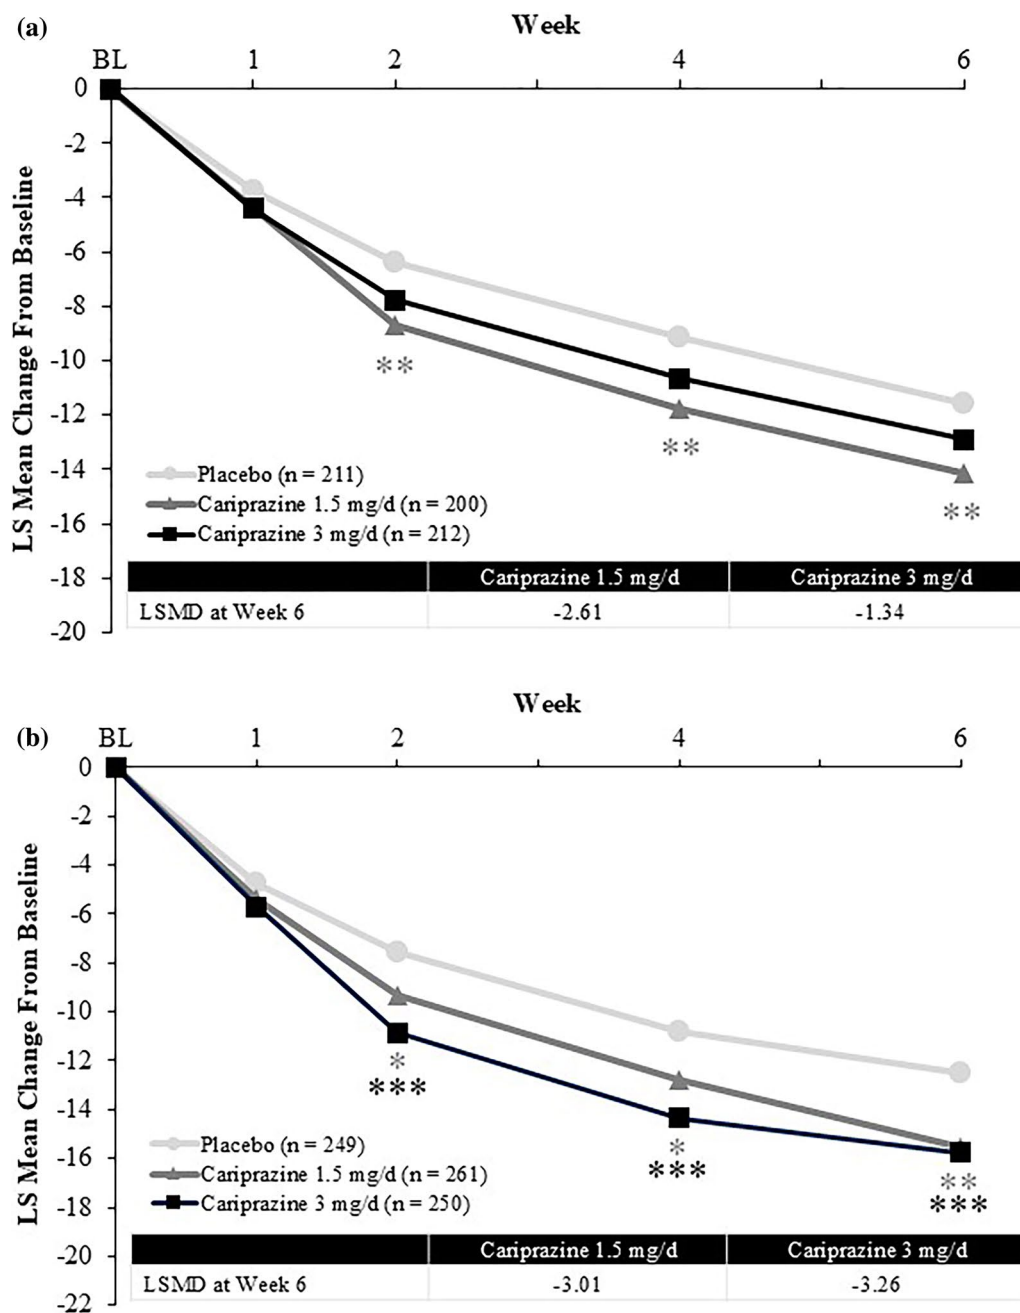 (a)
Week
BL 1 2 4 6
0
-2
-4
-6
-8
-10
-12
-14
-16
-18
-20
LS Mean Change From Baseline
**
**
**
Placebo (n = 211)
Cariprazine 1.5 mg/d (n = 200)
Cariprazine 3 mg/d (n = 212)
Cariprazine 1.5 mg/d Cariprazine 3 mg/d
LSMD at Week 6 -2.61 -1.34
(b)
Week
BL 1 2 4 6
0
-2
-4
-6
-8
-10
-12
-14
-16
-18
-20
-22
LS Mean Change From Baseline
*
***
*
***
**
***
Placebo (n = 249)
Cariprazine 1.5 mg/d (n = 261)
Cariprazine 3 mg/d (n = 250)
Cariprazine 1.5 mg/d Cariprazine 3 mg/d
LSMD at Week 6 -3.01 -3.26